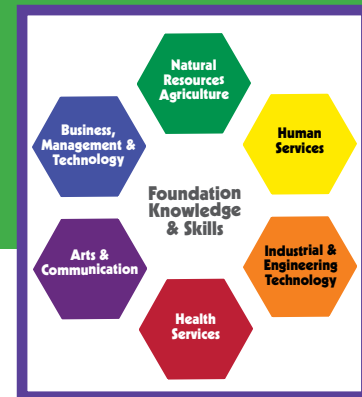 Natural
Resources
Agriculture
Business,
Management &
Technology
Human
Services
Foundation
Knowledge
& Skills
Arts &
Communication
Industrial &
Engineering
Technology
Health
Services